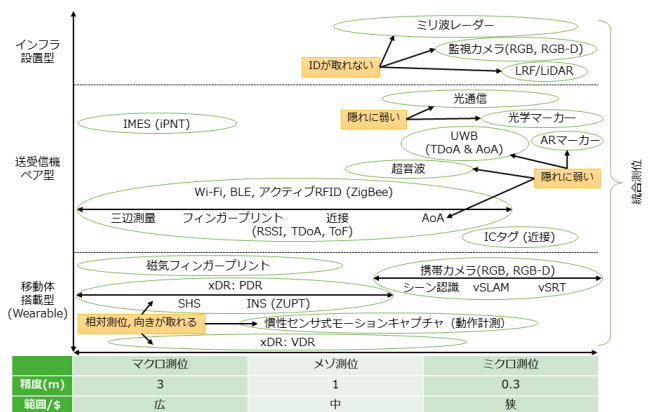 インフラ
設置型
ミリ波レーダー
監視カメラ(RGB, RGB-D)
IDが取れない
LRF/LiDAR
光通信
隠れに弱い
光学マーカー
IMES (iPNT)
UWB
(TDoA & AoA)
ARマーカー
送受信機
ペア型
超音波
隠れに弱い
統合測位
Wi-Fi, BLE, アクティブRFID (ZigBee)
三辺測量 フィンガープリント 近接 AoA
(RSSI, TDoA, ToF)
ICタグ (近接)
磁気フィンガープリント
携帯カメラ(RGB, RGB-D)
移動体
搭載型
(Wearable)
xDR: PDR
シーン認識 vSLAM vSRT
SHS INS (ZUPT)
相対測位, 向きが取れる
慣性センサ式モーションキャプチャ（動作計測）
xDR: VDR
マクロ測位 メゾ測位 ミクロ測位
精度(m) 3 1 0.3
範囲/$ 広 中 狭